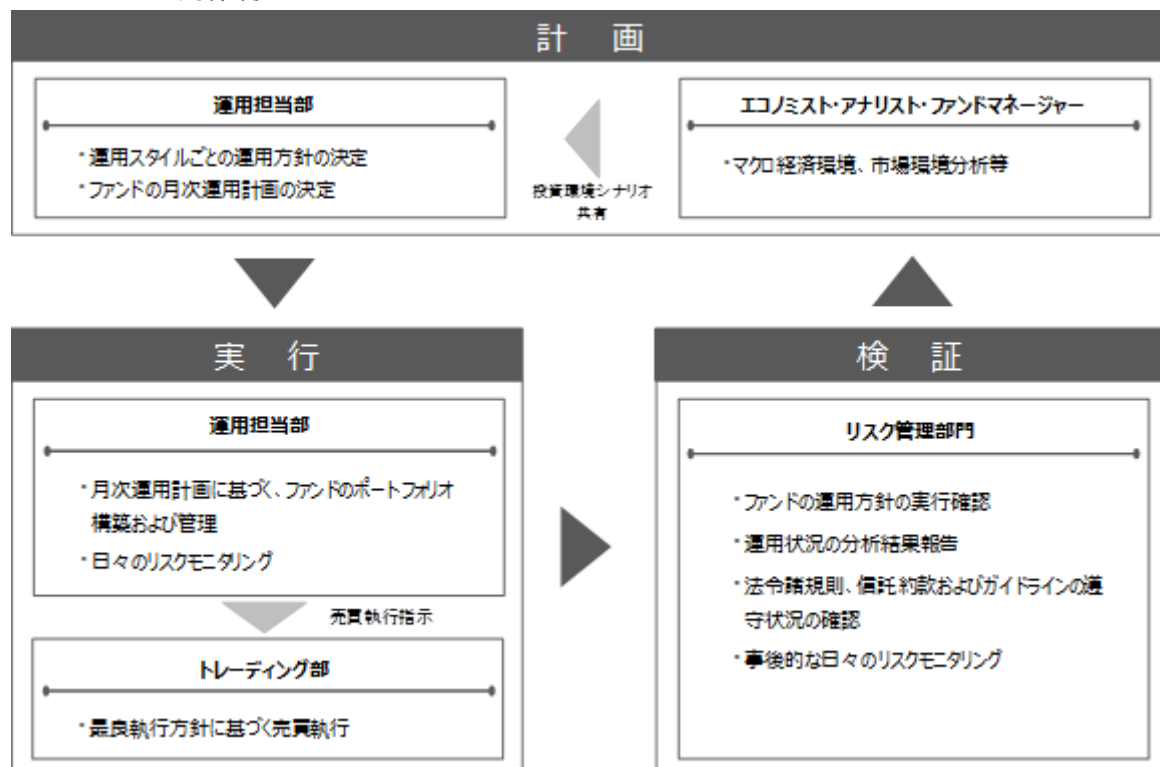 計 画
運用担当部
・運用スタイルごとの運用方針の決定
・ファンドの月次運用計画の決定
投資環境シナリオ
共有
エコノミスト・アナリスト・ファンドマネージャー
・マクロ経済環境、市場環境分析等
実 行
運用担当部
・月次運用計画に基づく、ファンドのポートフォリオ
構築および管理
・日々のリスクモニタリング
売買執行指示
トレーディング部
・最良執行方針に基づく売買執行
検 証
リスク管理部門
・ファンドの運用方針の実行確認
・運用状況の分析結果報告
・法令諸規則、信託約款およびガイドラインの遵
守状況の確認
・事後的な日々のリスクモニタリング